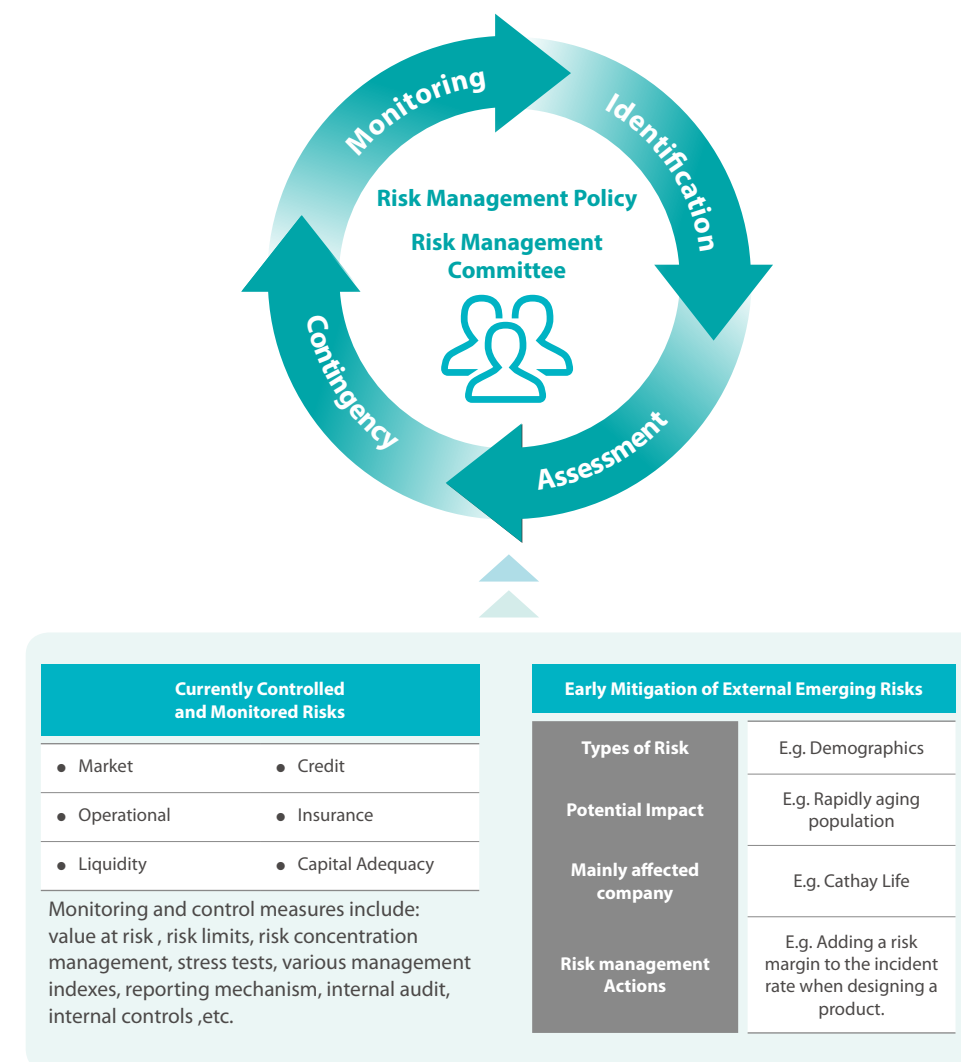 Monitoring
Identification
Risk Management Policy
Risk Management
Committee
Contingency
Assessment
Currently Controlled
and Monitored Risks
● Market
● Credit
● Operational
● Insurance
● Liquidity
● Capital Adequacy
Monitoring and control measures include:
value at risk , risk limits, risk concentration
management, stress tests, various management
indexes, reporting mechanism, internal audit,
internal controls ,etc.
Early Mitigation of External Emerging Risks
Types of Risk
E.g. Demographics
Potential Impact
E.g. Rapidly aging
population
Mainly affected
company
E.g. Cathay Life
Risk management
Actions
E.g. Adding a risk
margin to the incident
rate when designing a
product.